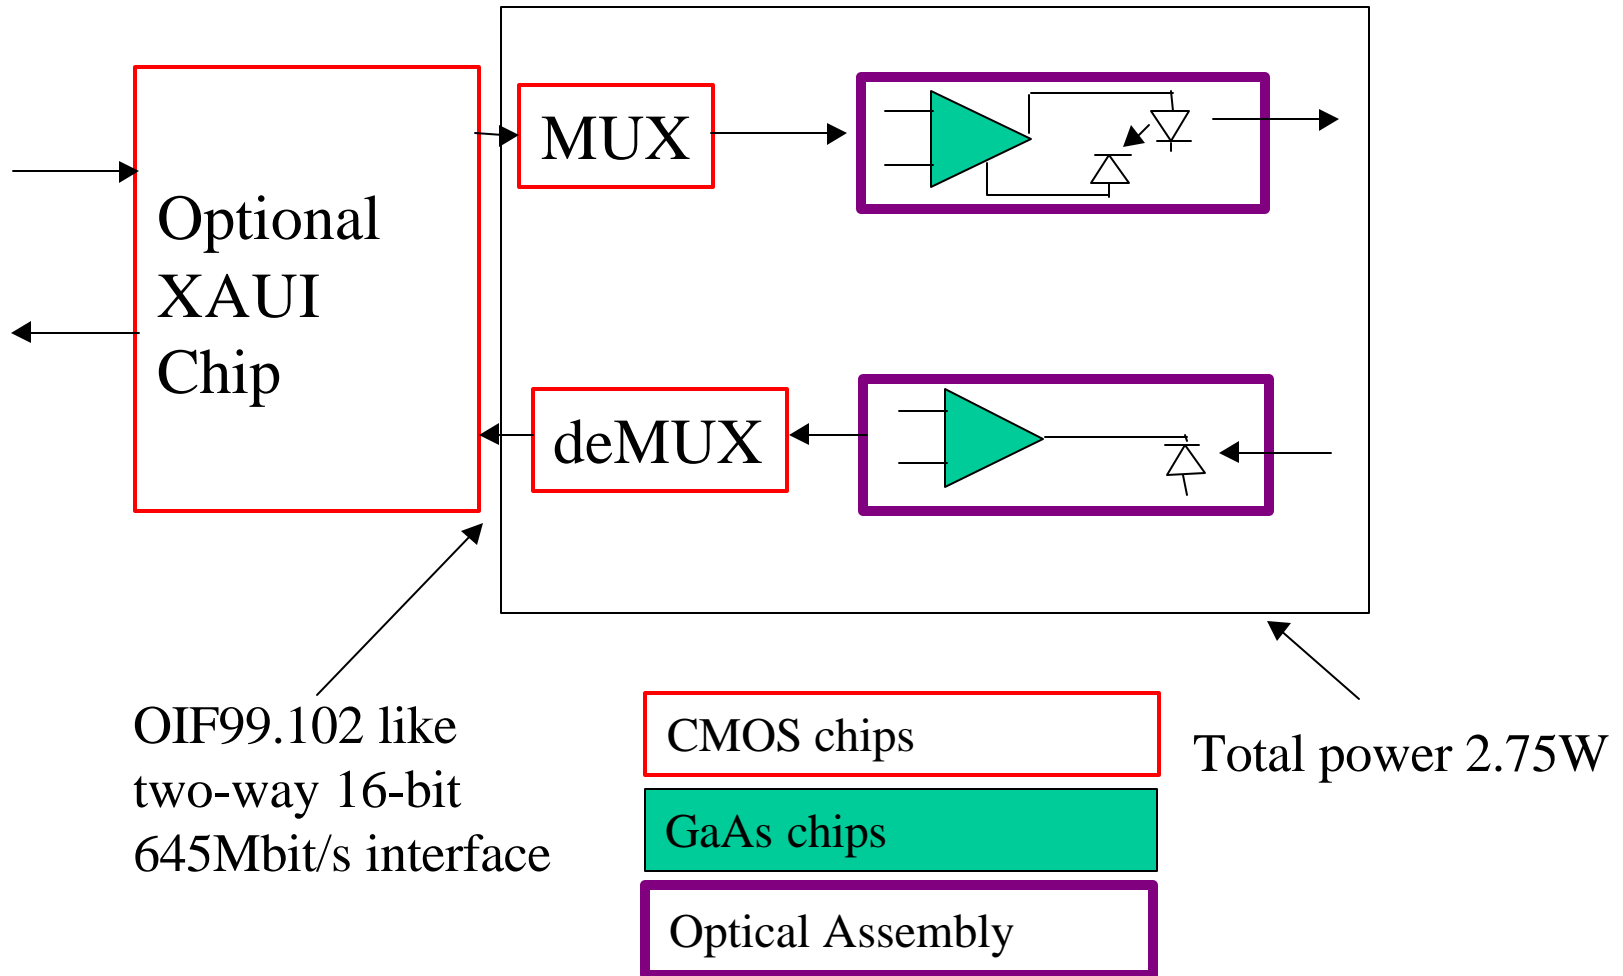 MUX
Optional
XAUI
Chip
deMUX
OIF99.102 like
two-way 16-bit
645Mbit/s interface
CMOS chips
GaAs chips
Optical Assembly
Total power 2.75W